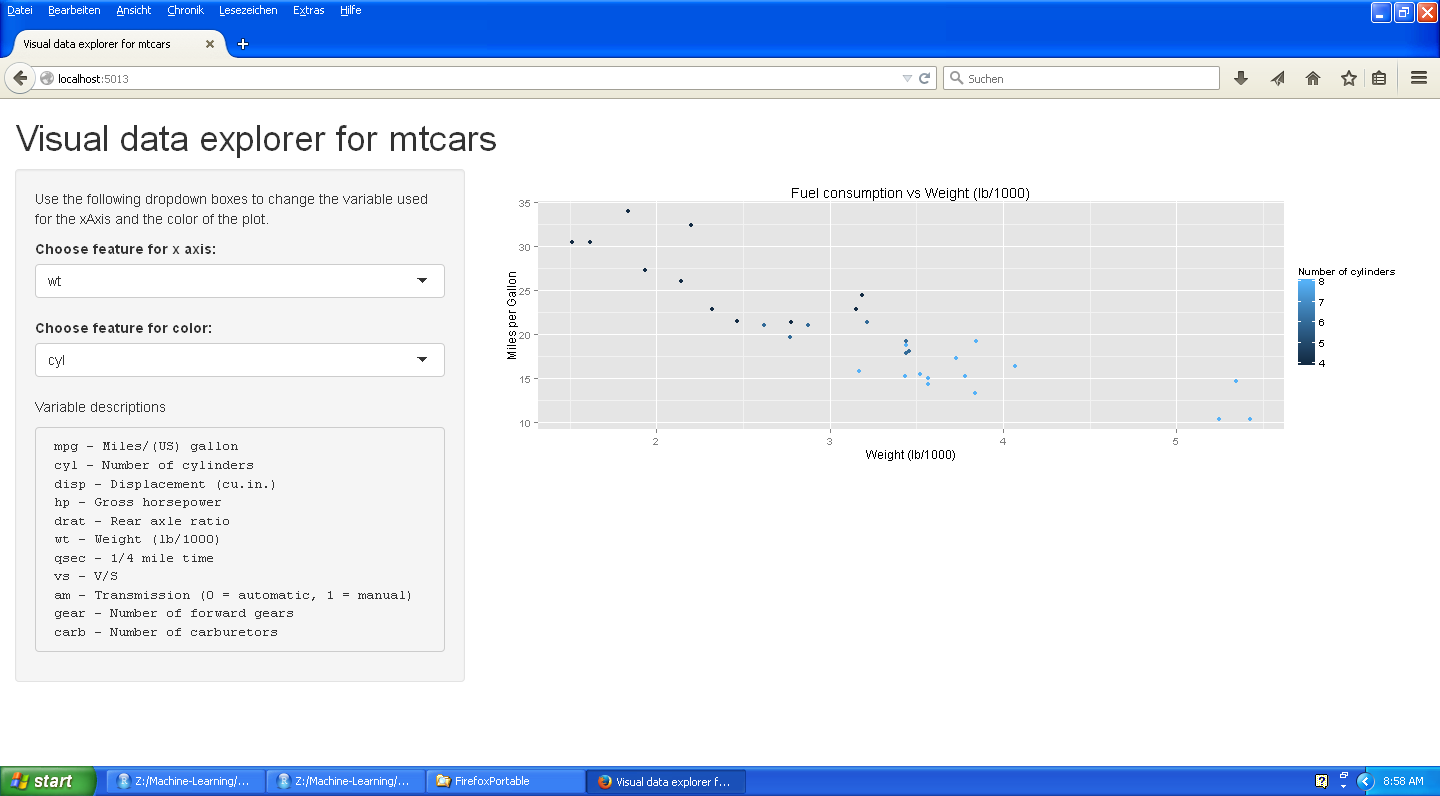 Datei Bearbeiten Ansicht Chronik Lesezeichen Extras Hilfe
Visual data explorer for mtcars
localhost:5013
Suchen
Visual data explorer for mtcars
Use the following dropdown boxes to change the variable used
for the xAxis and the color of the plot.
Choose feature for x axis:
wt
Choose feature for color:
cyl
Variable descriptions
mpg - Miles/(US) gallon
cyl - Number of cylinders
disp - Displacement (cu.in.)
hp - Gross horsepower
drat - Rear axle ratio
wt - Weight (lb/1000)
qsec - 1/4 mile time
vs - V/S
am - Transmission (0 = automatic, 1 = manual)
gear - Number of forward gears
carb - Number of carburetors
Fuel consumption vs Weight (lb/1000)
Miles per Gallon
35
30
25
20
15
10
2 3 4 5
Weight (lb/1000)
Number of cylinders
8
7
6
5
4
start
Z:/Machine-Learning/...
Z:/Machine-Learning/...
FirefoxPortable
Visual data explorer f...
8:58 AM